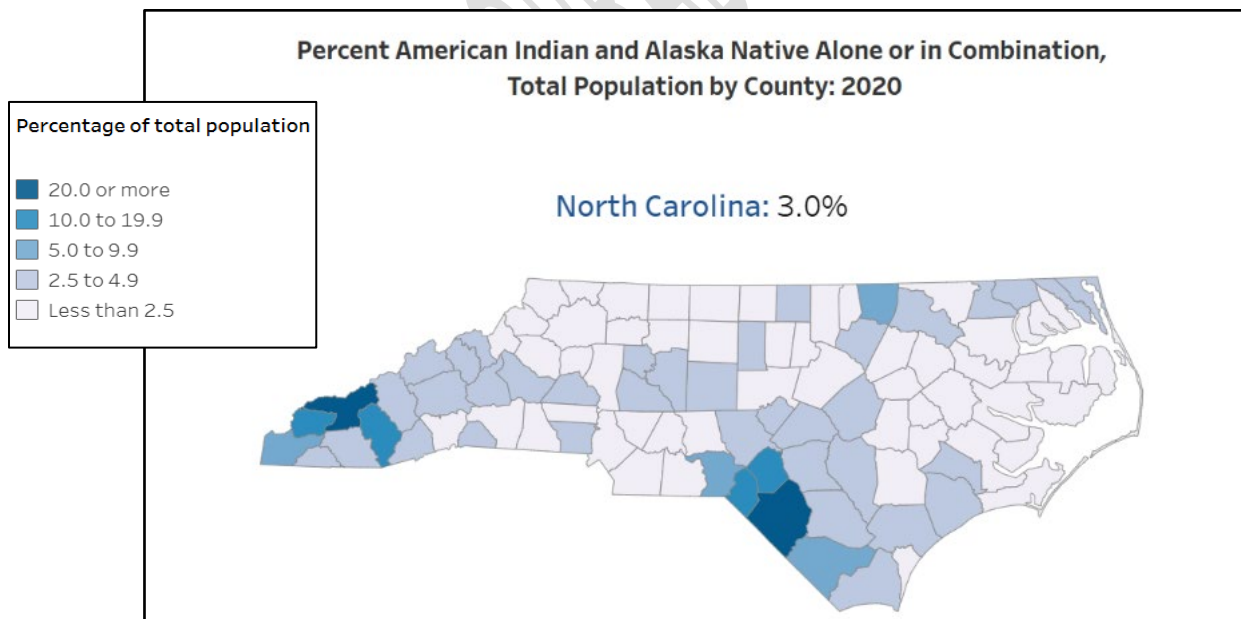 Percent American Indian and Alaska Native Alone or in Combination,
Total Population by County: 2020
Percentage of total population
20.0 or more
10.0 to 19.9
5.0 to 9.9
2.5 to 4.9
Less than 2.5
North Carolina: 3.0%